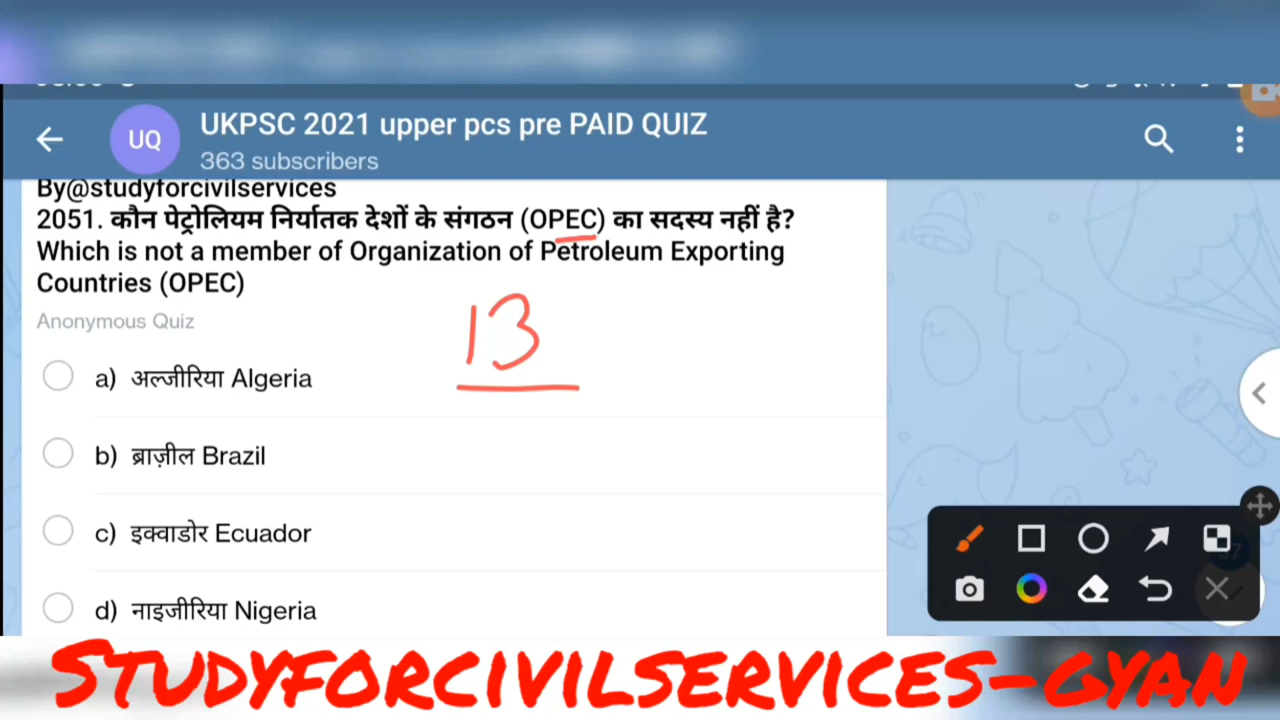 UQ
UKPSC 2021 upper pcs pre PAID QUIZ
363 subscribers
By@studyforcivilservices
2051. कौन पेट्रोलियम निर्यातक देशों के संगठन (OPEC) का सदस्य नहीं है?
Which is not a member of Organization of Petroleum Exporting
Countries (OPEC)
Anonymous Quiz
13
a) अल्जीरिया Algeria
b) ब्राज़ील Brazil
c) इक्वाडोर Ecuador
d) नाइजीरिया Nigeria
STUDYFORCIVILSERVICES-GYAN